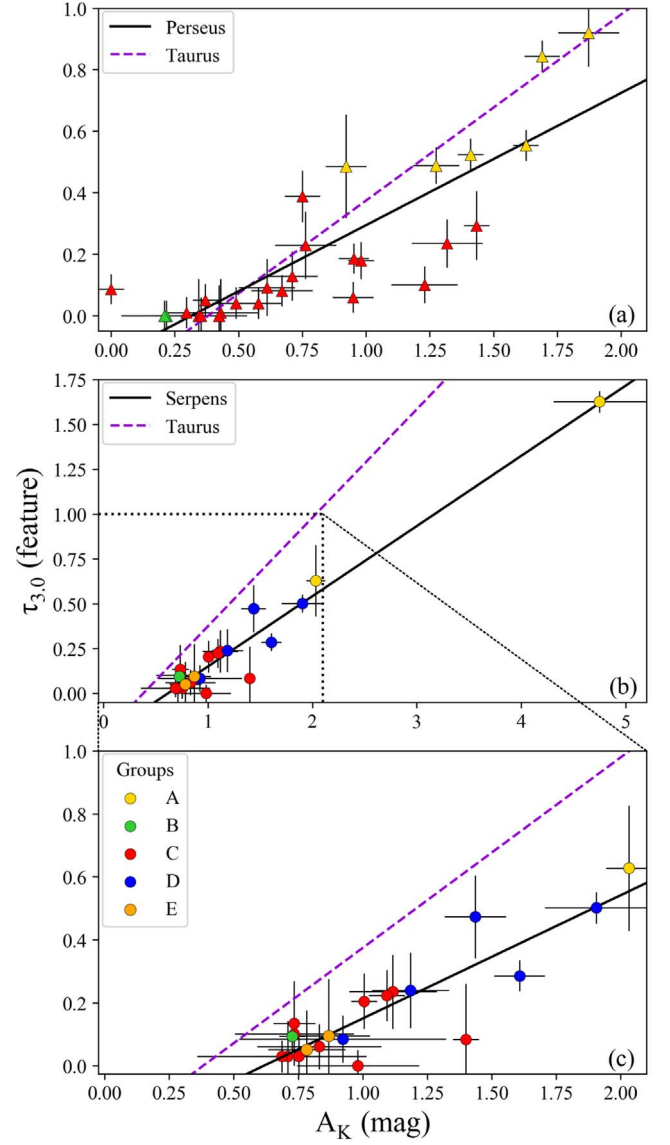 1.0
Perseus
Taurus
0.8
0.6
0.4
0.2
0.0
(a)
0.00 0.25 0.50 0.75 1.00 1.25 1.50 1.75 2.00
1.75
Serpens
Taurus
1.50
1.25
1.00
0.75
0.50
0.25
0.00
(b)
0 1 2 3 4 5
τ3.0 (feature)
1.0
Groups
A
B
C
D
E
0.8
0.6
0.4
0.2
0.0
(c)
0.00 0.25 0.50 0.75 1.00 1.25 1.50 1.75 2.00
AK (mag)